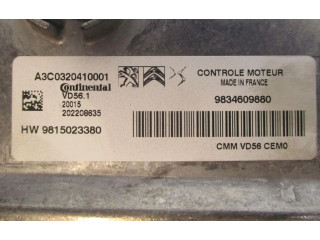 A3C0320410001
Continental
VD56.1
20015
202208635
HW 9815023380
CONTROLE MOTEUR
MADE IN FRANCE
9834609880
CMM VD56 CEM0